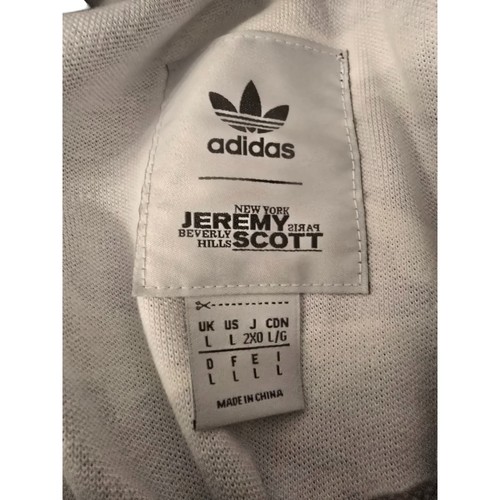 adidas
NEW YORK
JEREMY PARIS
BEVERLY
HILLS SCOTT
UK US J CDN
L L 2XO L/G
D F E I
L L L L
MADE IN CHINA